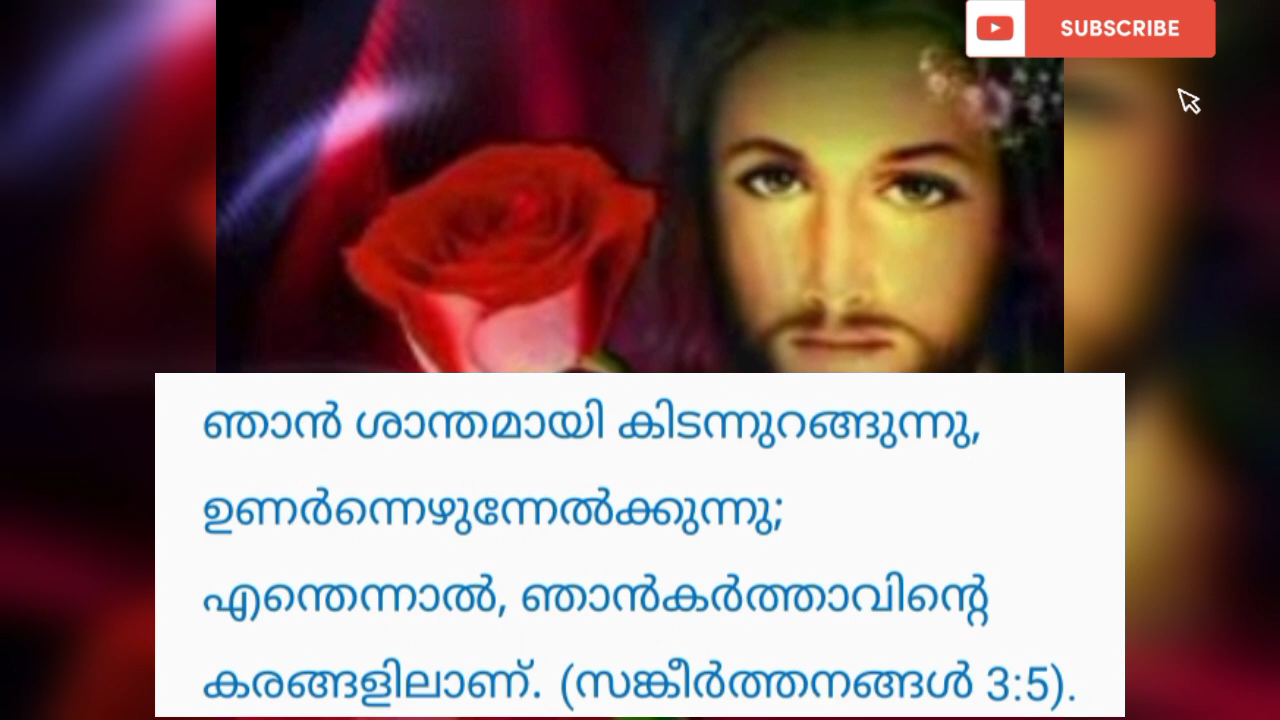 SUBSCRIBE
ഞാൻ ശാന്തമായി കിടന്നുറങ്ങുന്നു,
ഉണർന്നെഴുന്നേൽക്കുന്നു;
എന്തെന്നാൽ, ഞാൻകർത്താവിന്റെ
കരങ്ങളിലാണ്. (സങ്കീർത്തനങ്ങൾ 3:5).